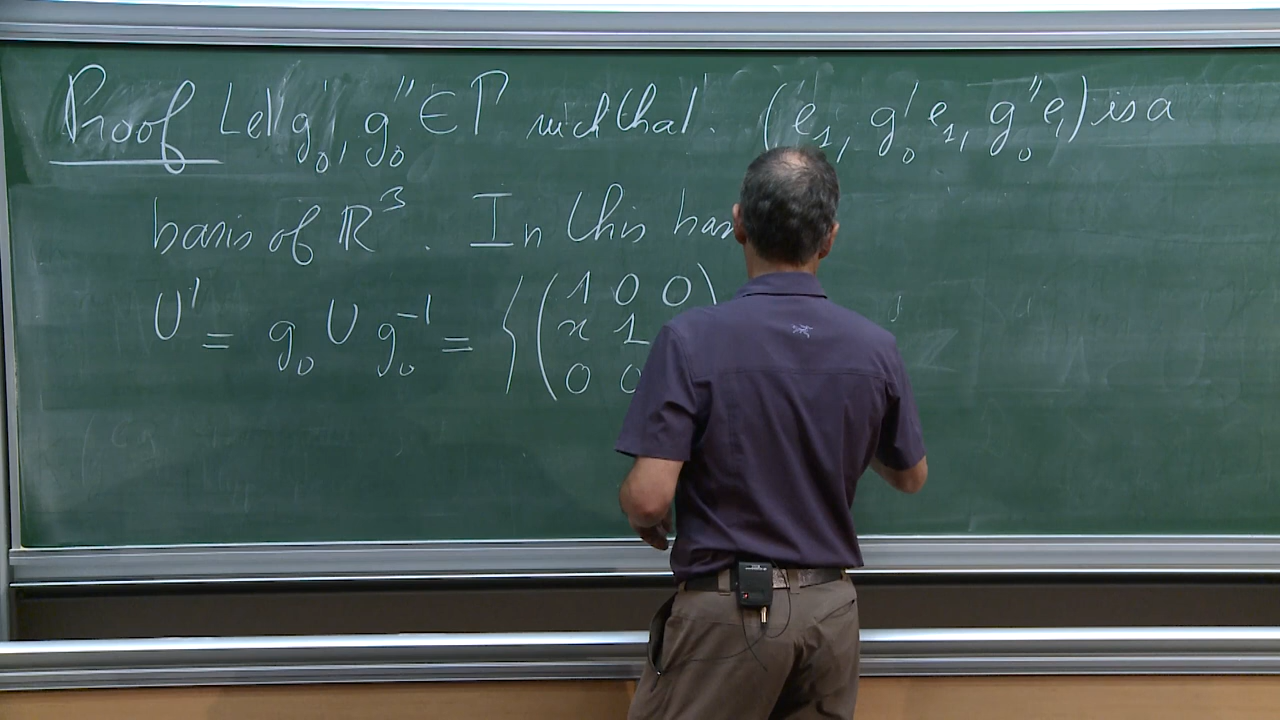 Proof Let g₀', g₀'' ∈ Γ such that. (e₁, g₀' e₁, g₀'' e₁) is a
basis of ℝ³. In this bas
U' = g₀ U g₀⁻¹ = { ( 1 0 0 )
x 1
0 0